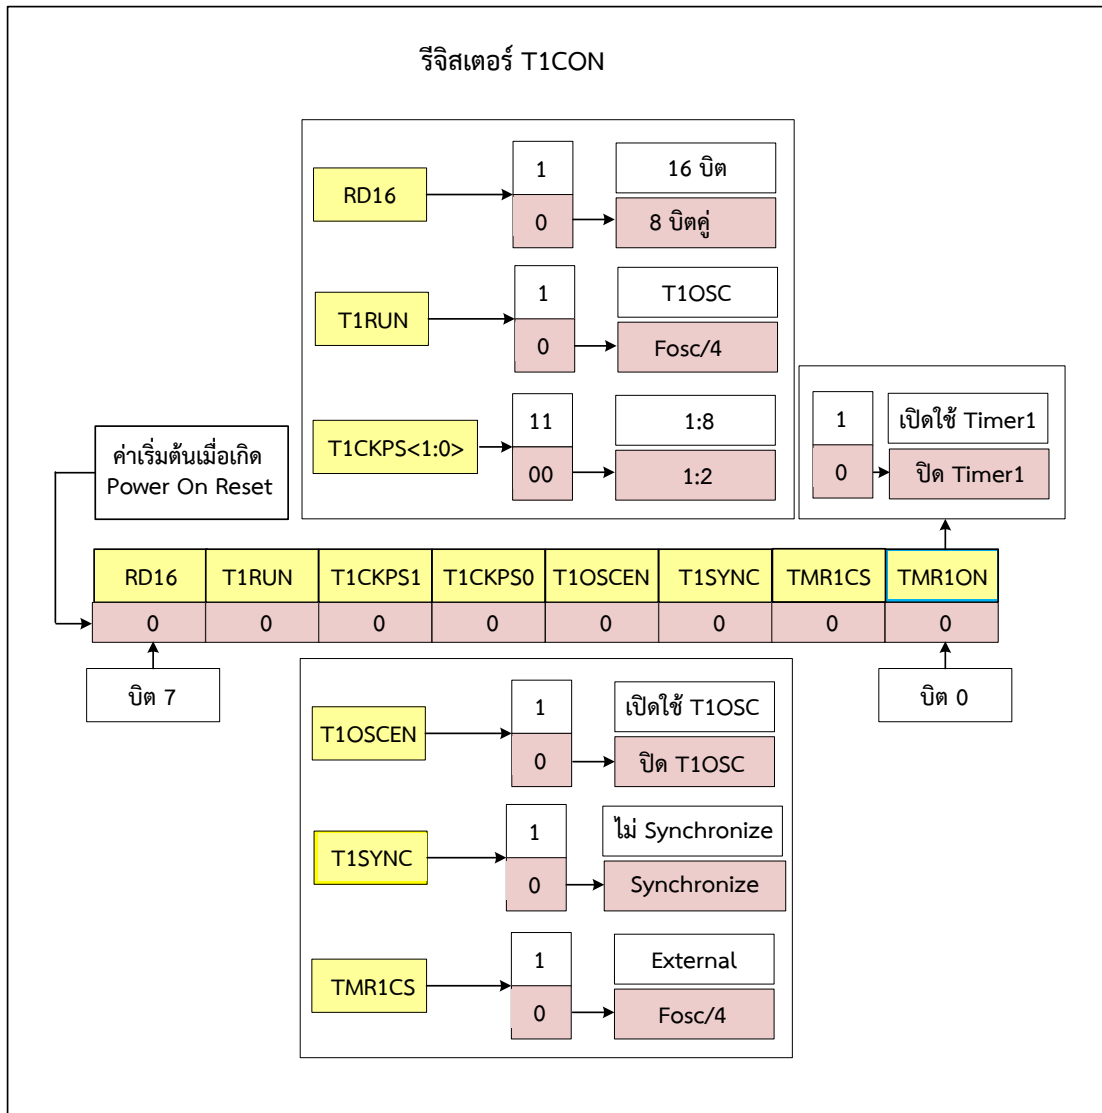 รีจิสเตอร์ T1CON
RD16
1
16 บิต
0
8 บิตคู่
T1RUN
1
T1OSC
0
Fosc/4
T1CKPS<1:0>
11
1:8
00
1:2
1
เปิดใช้ Timer1
0
ปิด Timer1
ค่าเริ่มต้นเมื่อเกิด
Power On Reset
RD16 T1RUN T1CKPS1 T1CKPS0 T1OSCEN T1SYNC TMR1CS TMR1ON
0 0 0 0 0 0 0 0
บิต 7
บิต 0
T1OSCEN
1
เปิดใช้ T1OSC
0
ปิด T1OSC
T1SYNC
1
ไม่ Synchronize
0
Synchronize
TMR1CS
1
External
0
Fosc/4